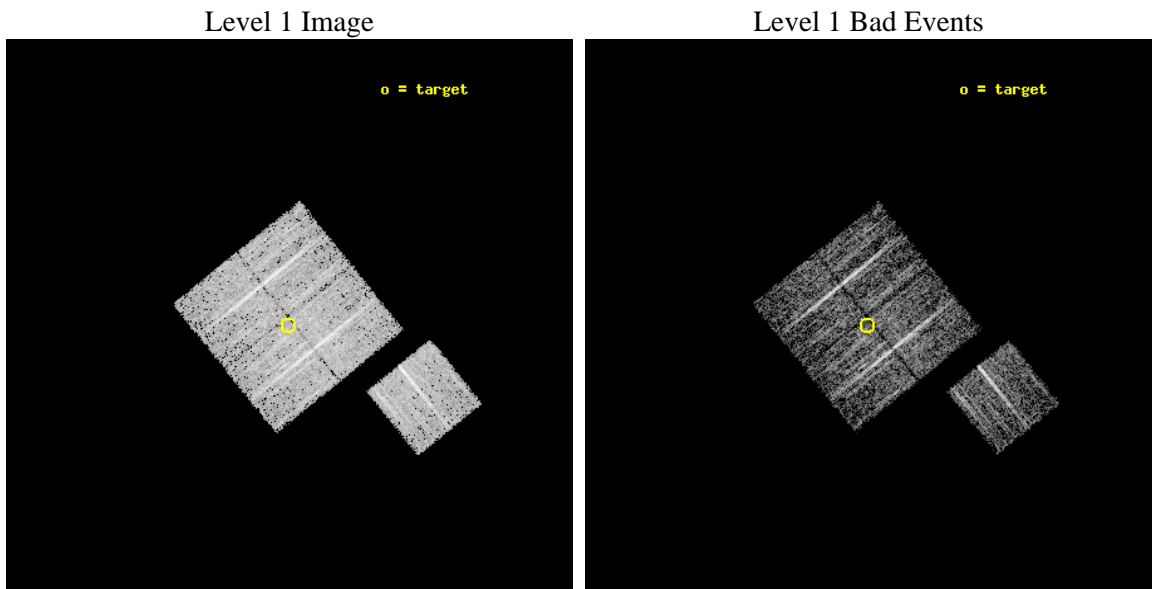 Level 1 Image
Level 1 Bad Events
o = target
o = target